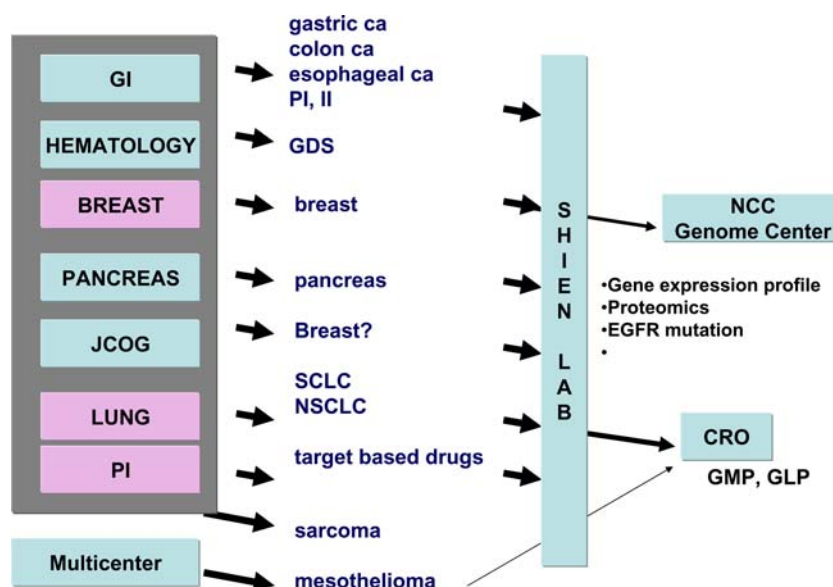 gastric ca
colon ca
esophageal ca
PI, II
GI
HEMATOLOGY
GDS
BREAST
breast
PANCREAS
pancreas
JCOG
Breast?
SCLC
NSCLC
LUNG
PI
target based drugs
sarcoma
Multicenter
mesothelioma
SHIEN LAB
NCC
Genome Center
•Gene expression profile
•Proteomics
•EGFR mutation
•
CRO
GMP, GLP